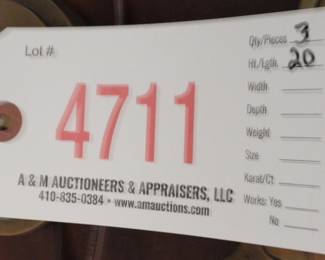 Lot #
4711
A & M AUCTIONEERS & APPRAISERS, LLC
410-835-0384 • www.amauctions.com
Qty/Pieces 3
Ht/Lgth 20
Width
Depth
Weight
Size
Karat/Ct
Works: Yes
No